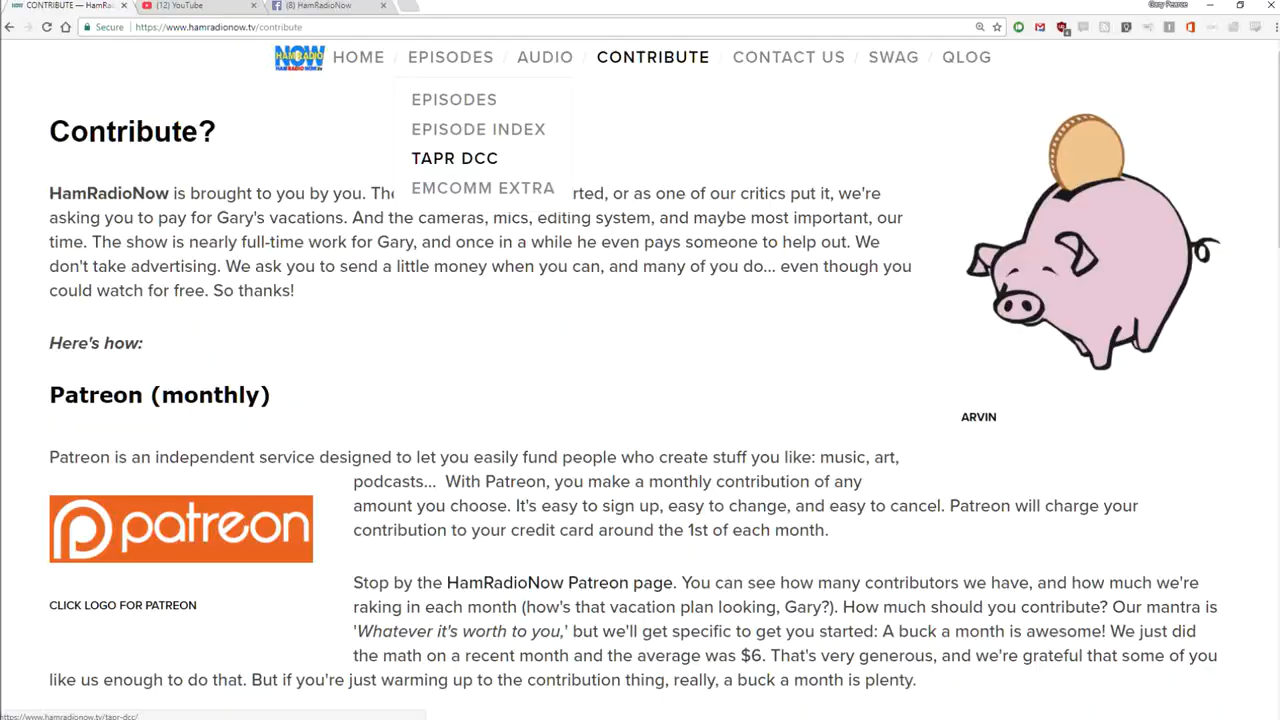 CONTRIBUTE — HamRa
(12) YouTube
(8) HamRadioNow
Gary Pearce
Secure
https://www.hamradionow.tv/contribute
NOW
HAMRADIO
HAMRADIONOW.tv
HOME / EPISODES / AUDIO / CONTRIBUTE / CONTACT US / SWAG / QLOG
EPISODES
EPISODE INDEX
TAPR DCC
EMCOMM EXTRA
Contribute?
HamRadioNow is brought to you by you. The rted, or as one of our critics put it, we're
asking you to pay for Gary's vacations. And the cameras, mics, editing system, and maybe most important, our
time. The show is nearly full-time work for Gary, and once in a while he even pays someone to help out. We
don't take advertising. We ask you to send a little money when you can, and many of you do... even though you
could watch for free. So thanks!
Here's how:
Patreon (monthly)
ARVIN
Patreon is an independent service designed to let you easily fund people who create stuff you like: music, art,
podcasts... With Patreon, you make a monthly contribution of any
amount you choose. It's easy to sign up, easy to change, and easy to cancel. Patreon will charge your
contribution to your credit card around the 1st of each month.
patreon
CLICK LOGO FOR PATREON
Stop by the HamRadioNow Patreon page. You can see how many contributors we have, and how much we're
raking in each month (how's that vacation plan looking, Gary?). How much should you contribute? Our mantra is
'Whatever it's worth to you,' but we'll get specific to get you started: A buck a month is awesome! We just did
the math on a recent month and the average was $6. That's very generous, and we're grateful that some of you
like us enough to do that. But if you're just warming up to the contribution thing, really, a buck a month is plenty.
https://www.hamradionow.tv/tapr-dcc/